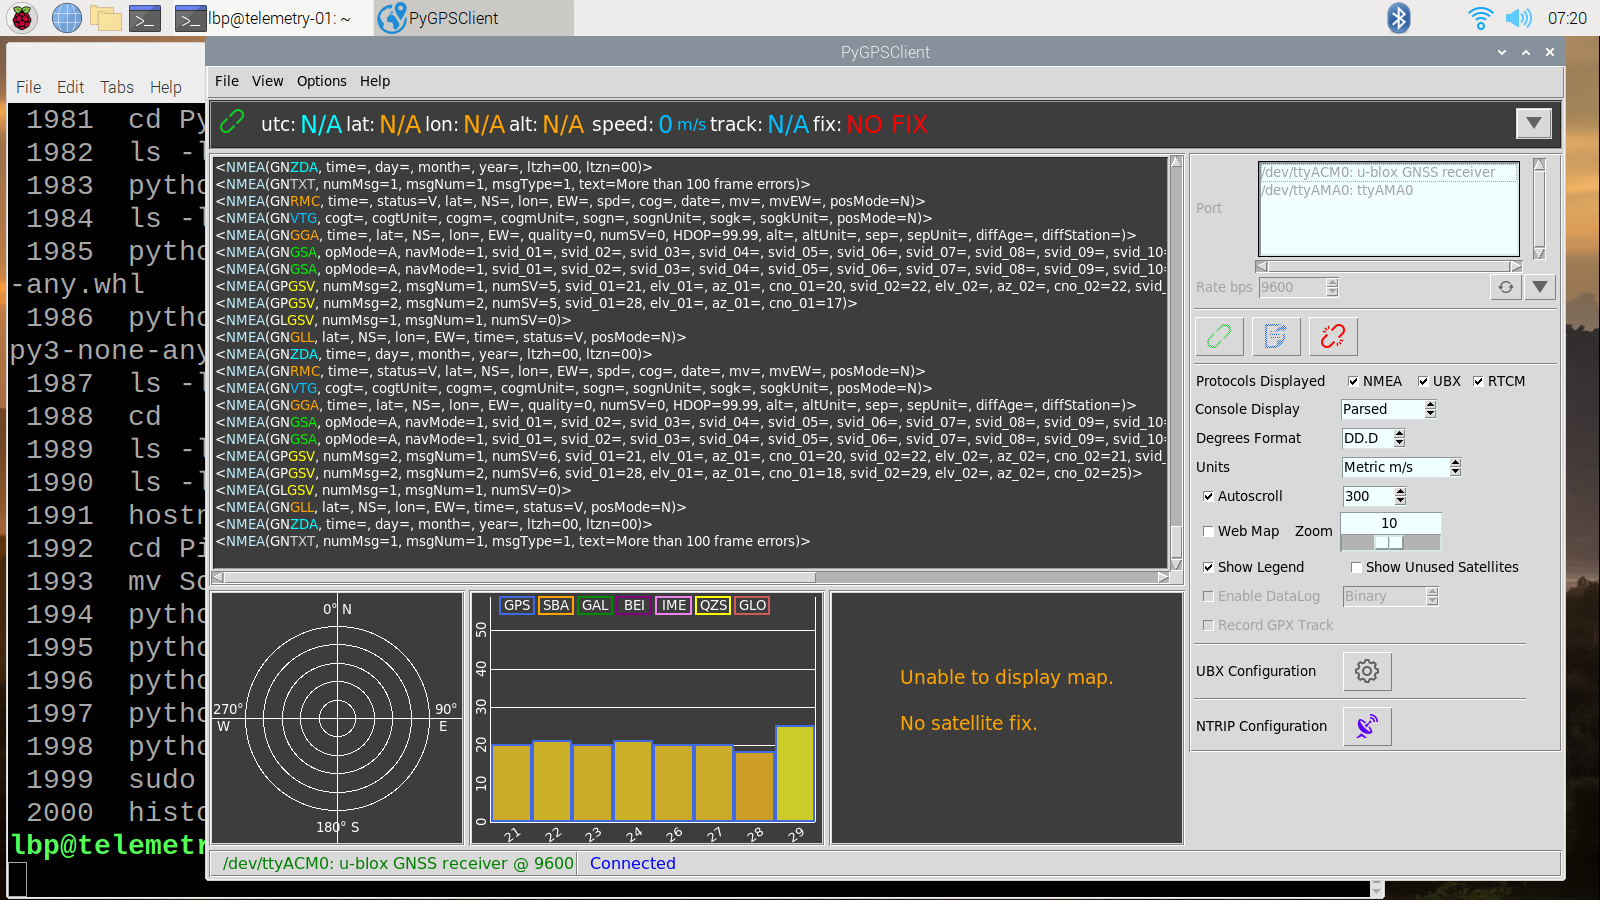 lbp@telemetry-01: ~
PyGPSClient
07:20
PyGPSClient
File Edit Tabs Help
1981 cd Py
1982 ls -l
1983 pytho
1984 ls -l
1985 pytho
-any.whl
1986 pytho
py3-none-any
1987 ls -l
1988 cd
1989 ls -l
1990 ls -l
1991 hostn
1992 cd Pi
1993 mv Sc
1994 pytho
1995 pytho
1996 pytho
1997 pytho
1998 pytho
1999 sudo
2000 histo
lbp@telemetr
File View Options Help
utc: N/A lat: N/A lon: N/A alt: N/A speed: 0 m/s track: N/A fix: NO FIX
<NMEA(GNZDA, time=, day=, month=, year=, ltzh=00, ltzn=00)>
<NMEA(GNTXT, numMsg=1, msgNum=1, msgType=1, text=More than 100 frame errors)>
<NMEA(GNRMC, time=, status=V, lat=, NS=, lon=, EW=, spd=, cog=, date=, mv=, mvEW=, posMode=N)>
<NMEA(GNVTG, cogt=, cogtUnit=, cogm=, cogmUnit=, sogn=, sognUnit=, sogk=, sogkUnit=, posMode=N)>
<NMEA(GNGGA, time=, lat=, NS=, lon=, EW=, quality=0, numSV=0, HDOP=99.99, alt=, altUnit=, sep=, sepUnit=, diffAge=, diffStation=)>
<NMEA(GNGSA, opMode=A, navMode=1, svid_01=, svid_02=, svid_03=, svid_04=, svid_05=, svid_06=, svid_07=, svid_08=, svid_09=, svid_10=
<NMEA(GNGSA, opMode=A, navMode=1, svid_01=, svid_02=, svid_03=, svid_04=, svid_05=, svid_06=, svid_07=, svid_08=, svid_09=, svid_10=
<NMEA(GPGSV, numMsg=2, msgNum=1, numSV=5, svid_01=21, elv_01=, az_01=, cno_01=20, svid_02=22, elv_02=, az_02=, cno_02=22, svid
<NMEA(GPGSV, numMsg=2, msgNum=2, numSV=5, svid_01=28, elv_01=, az_01=, cno_01=17)>
<NMEA(GLGSV, numMsg=1, msgNum=1, numSV=0)>
<NMEA(GNGLL, lat=, NS=, lon=, EW=, time=, status=V, posMode=N)>
<NMEA(GNZDA, time=, day=, month=, year=, ltzh=00, ltzn=00)>
<NMEA(GNRMC, time=, status=V, lat=, NS=, lon=, EW=, spd=, cog=, date=, mv=, mvEW=, posMode=N)>
<NMEA(GNVTG, cogt=, cogtUnit=, cogm=, cogmUnit=, sogn=, sognUnit=, sogk=, sogkUnit=, posMode=N)>
<NMEA(GNGGA, time=, lat=, NS=, lon=, EW=, quality=0, numSV=0, HDOP=99.99, alt=, altUnit=, sep=, sepUnit=, diffAge=, diffStation=)>
<NMEA(GNGSA, opMode=A, navMode=1, svid_01=, svid_02=, svid_03=, svid_04=, svid_05=, svid_06=, svid_07=, svid_08=, svid_09=, svid_10=
<NMEA(GNGSA, opMode=A, navMode=1, svid_01=, svid_02=, svid_03=, svid_04=, svid_05=, svid_06=, svid_07=, svid_08=, svid_09=, svid_10=
<NMEA(GPGSV, numMsg=2, msgNum=1, numSV=6, svid_01=21, elv_01=, az_01=, cno_01=20, svid_02=22, elv_02=, az_02=, cno_02=21, svid_
<NMEA(GPGSV, numMsg=2, msgNum=2, numSV=6, svid_01=28, elv_01=, az_01=, cno_01=18, svid_02=29, elv_02=, az_02=, cno_02=25)>
<NMEA(GLGSV, numMsg=1, msgNum=1, numSV=0)>
<NMEA(GNGLL, lat=, NS=, lon=, EW=, time=, status=V, posMode=N)>
<NMEA(GNZDA, time=, day=, month=, year=, ltzh=00, ltzn=00)>
<NMEA(GNTXT, numMsg=1, msgNum=1, msgType=1, text=More than 100 frame errors)>
0° N
90°
E
180° S
270°
W
GPS SBA GAL BEI IME QZS GLO
50
40
30
20
10
0
21 22 23 24 26 27 28 29
Unable to display map.
No satellite fix.
Port
/dev/ttyACM0: u-blox GNSS receiver
/dev/ttyAMA0: ttyAMA0
Rate bps 9600
Protocols Displayed NMEA UBX RTCM
Console Display Parsed
Degrees Format DD.D
Units Metric m/s
Autoscroll 300
Web Map Zoom 10
Show Legend Show Unused Satellites
Enable DataLog Binary
Record GPX Track
UBX Configuration
NTRIP Configuration
/dev/ttyACM0: u-blox GNSS receiver @ 9600 Connected